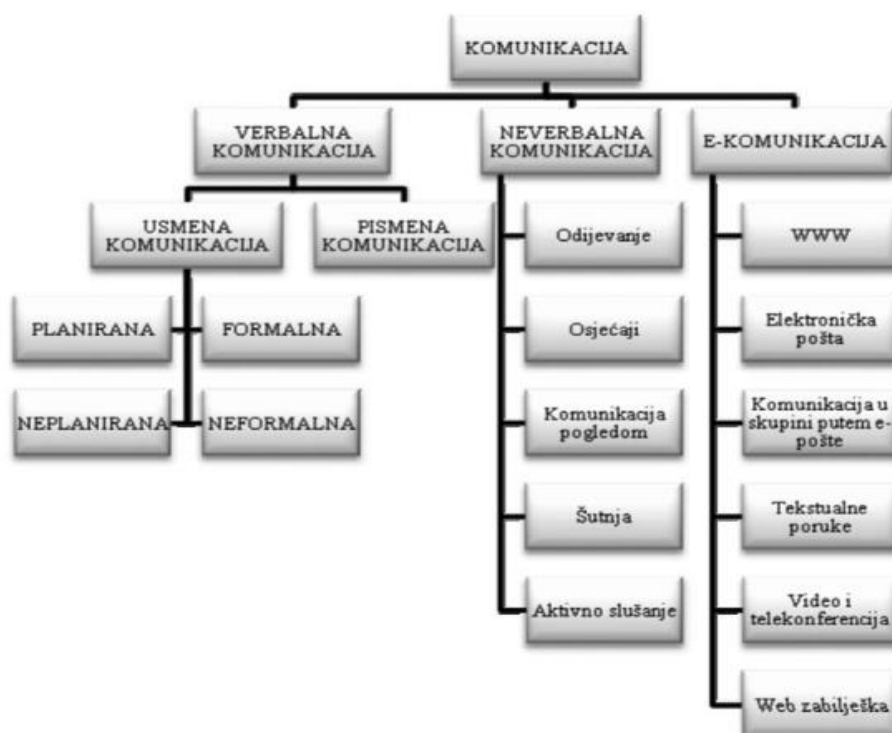 KOMUNIKACIJA
VERBALNA
KOMUNIKACIJA
NEVERBALNA
KOMUNIKACIJA
E-KOMUNIKACIJA
USMENA
KOMUNIKACIJA
PISMENA
KOMUNIKACIJA
PLANIRANA
FORMALNA
NEPLANIRANA
NEFORMALNA
Odijevanje
Osjećaji
Komunikacija
pogledom
Šutnja
Aktivno slušanje
WWW
Elektronička
pošta
Komunikacija u
skupini putem e-
pošte
Tekstualne
poruke
Video i
telekonferencija
Web zabilješka